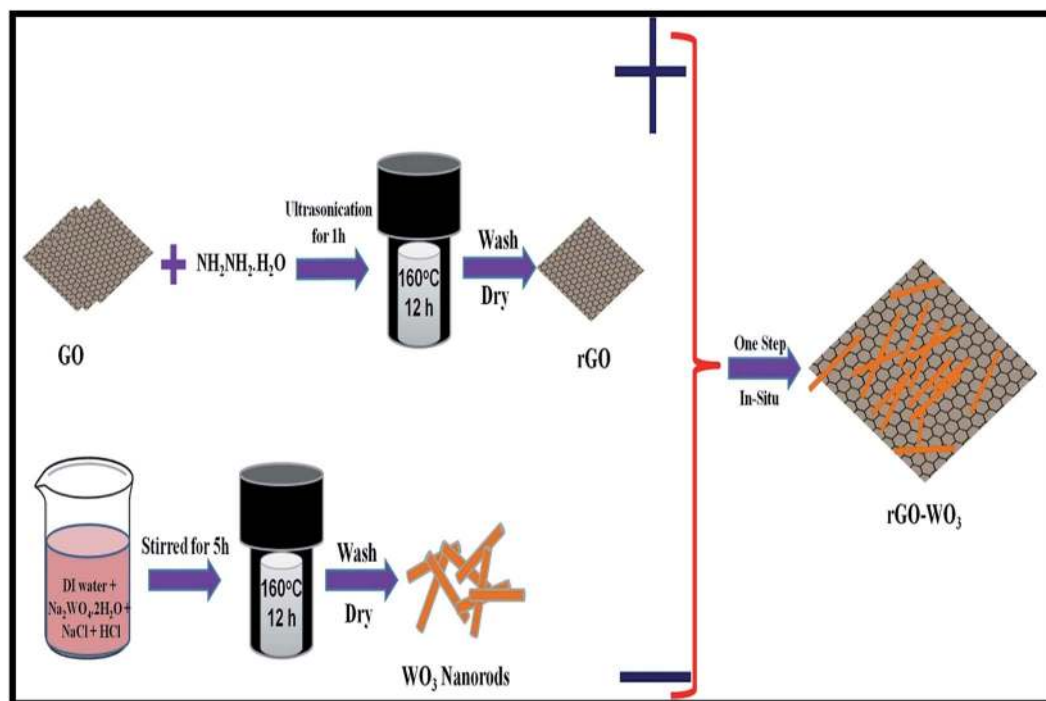 Ultrasonication
for 1h
GO
+
NH₂NH₂.H₂O
160°C
12 h
Wash
Dry
rGO
DI water +
Na₂WO₄.2H₂O +
NaCl + HCl
Stirred for 5h
160°C
12 h
Wash
Dry
WO₃ Nanorods
+
−
One Step
In-Situ
rGO-WO₃